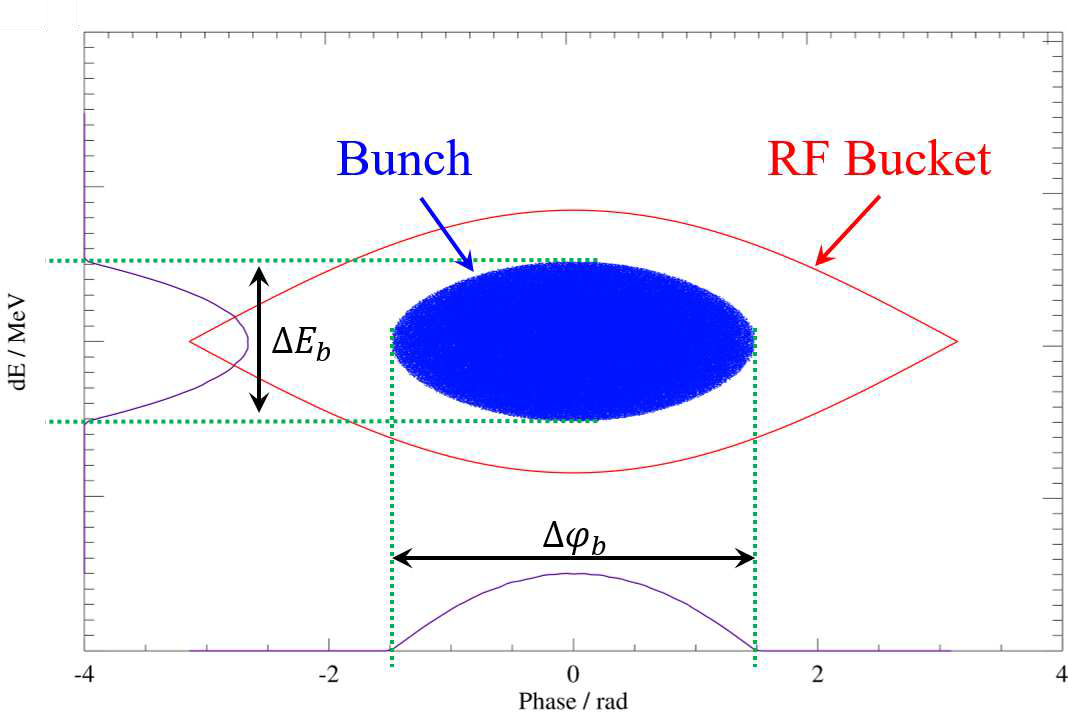 Bunch
RF Bucket
ΔE_b
dE / MeV
Δφ_b
-4 -2 0 2 4
Phase / rad